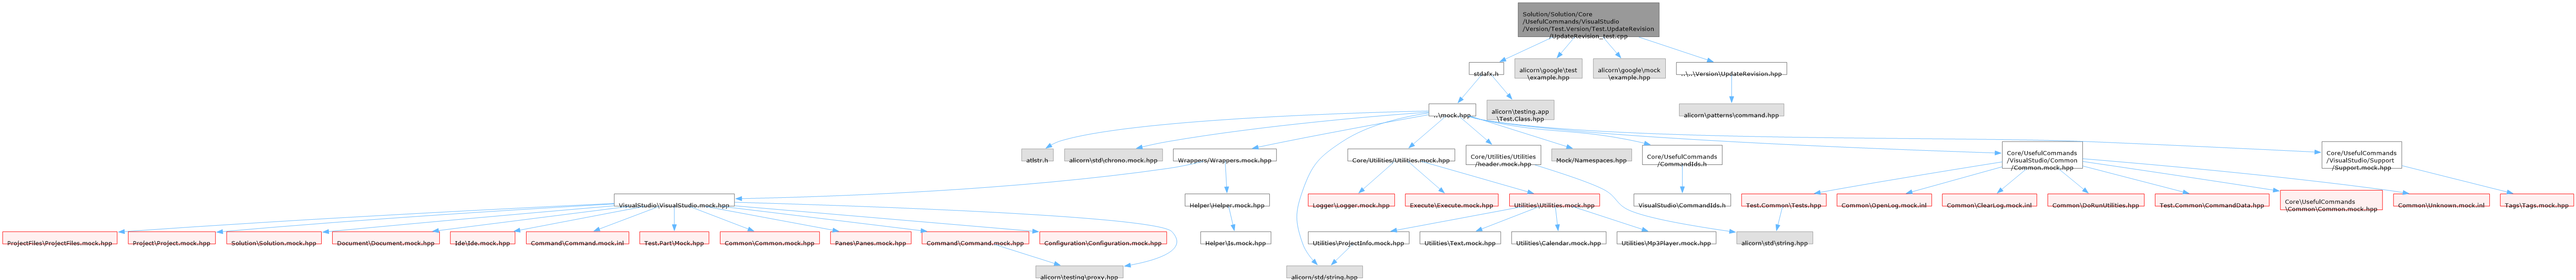 Solution/Solution/Core
/UsefulCommands/VisualStudio
/Version/Test.Version/Test.UpdateRevision
/UpdateRevision_test.cpp
stdafx.h
alicorn\google\test
\example.hpp
alicorn\google\mock
\example.hpp
..\..\Version\UpdateRevision.hpp
..\mock.hpp
alicorn\testing.app
\Test.Class.hpp
alicorn\patterns\command.hpp
atlstr.h
alicorn\std\chrono.mock.hpp
Wrappers/Wrappers.mock.hpp
Core/Utilities/Utilities.mock.hpp
Core/Utilities/Utilities
/header.mock.hpp
Mock/Namespaces.hpp
Core/UsefulCommands
/CommandIds.h
Core/UsefulCommands
/VisualStudio/Common
/Common.mock.hpp
Core/UsefulCommands
/VisualStudio/Support
/Support.mock.hpp
VisualStudio\VisualStudio.mock.hpp
Helper\Helper.mock.hpp
Logger\Logger.mock.hpp
Execute\Execute.mock.hpp
Utilities\Utilities.mock.hpp
VisualStudio\CommandIds.h
Test.Common\Tests.hpp
Common\OpenLog.mock.inl
Common\ClearLog.mock.inl
Common\DoRunUtilities.hpp
Test.Common\CommandData.hpp
Core/UsefulCommands
\Common\Common.mock.hpp
Common\Unknown.mock.inl
Tags\Tags.mock.hpp
ProjectFiles\ProjectFiles.mock.hpp
Project\Project.mock.hpp
Solution\Solution.mock.hpp
Document\Document.mock.hpp
Ide\Ide.mock.hpp
Command\Command.mock.inl
Test.Part\Mock.hpp
Common\Common.mock.hpp
Panes\Panes.mock.hpp
Command\Command.mock.hpp
Configuration\Configuration.mock.hpp
Helper\Is.mock.hpp
Utilities\ProjectInfo.mock.hpp
Utilities\Text.mock.hpp
Utilities\Calendar.mock.hpp
Utilities\Mp3Player.mock.hpp
alicorn\std\string.hpp
alicorn\testing\proxy.hpp
alicorn/std/string.hpp